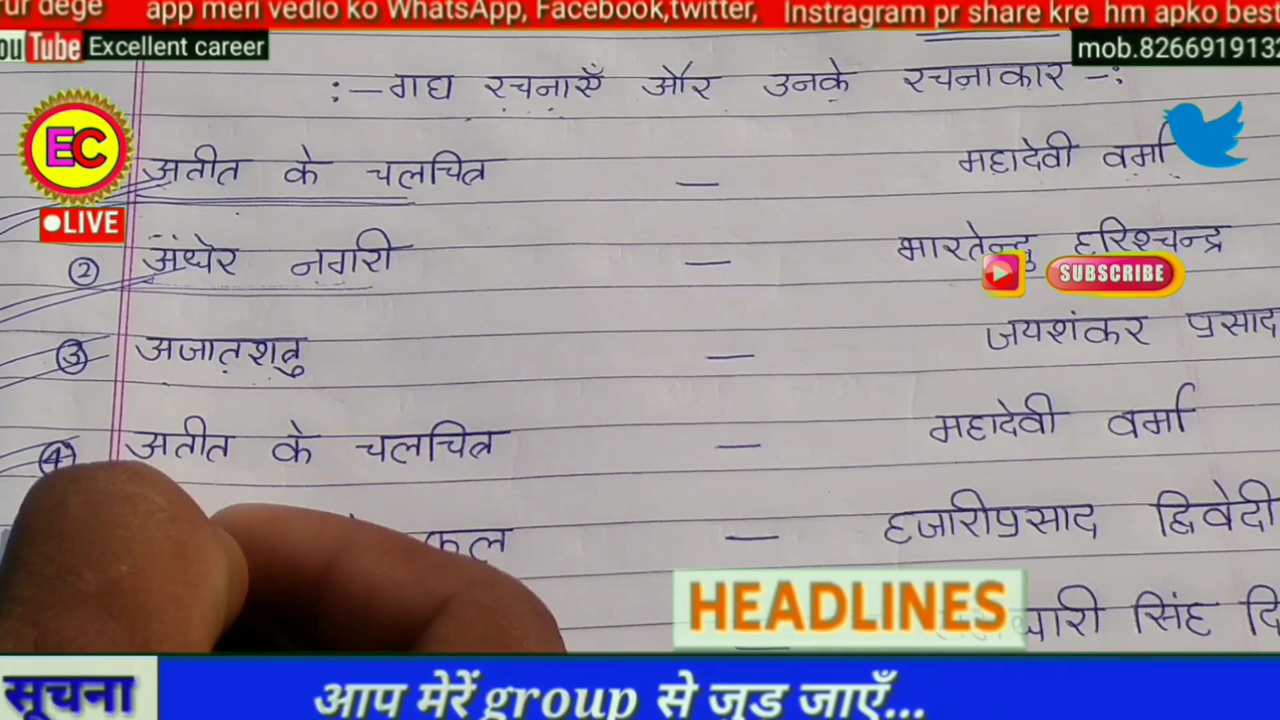 dege app meri vedio ko WhatsApp, Facebook,twitter, Instragram pr share kre hm apko best
YouTube Excellent career
mob.8266919132
:- गद्य रचनाएँ और उनके रचनाकार -:
EC
LIVE
अतीत के चलचित्र — महादेवी वर्मा
② अंधेर नगरी — भारतेन्दु हरिश्चन्द्र
SUBSCRIBE
③ अजातशत्रु — जयशंकर प्रसाद
④ अतीत के चलचित्र — महादेवी वर्मा
— हजारीप्रसाद द्विवेदी
HEADLINES
सिंह
सूचना आप मेरें group से जुड जाएँ...